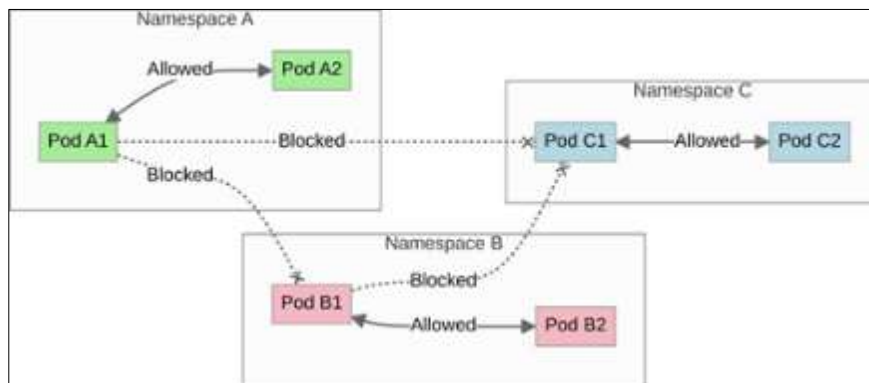 Namespace A
Allowed
Pod A2
Namespace C
Pod A1
Blocked
Pod C1
Allowed
Pod C2
Blocked
Namespace B
Blocked
Pod B1
Allowed
Pod B2